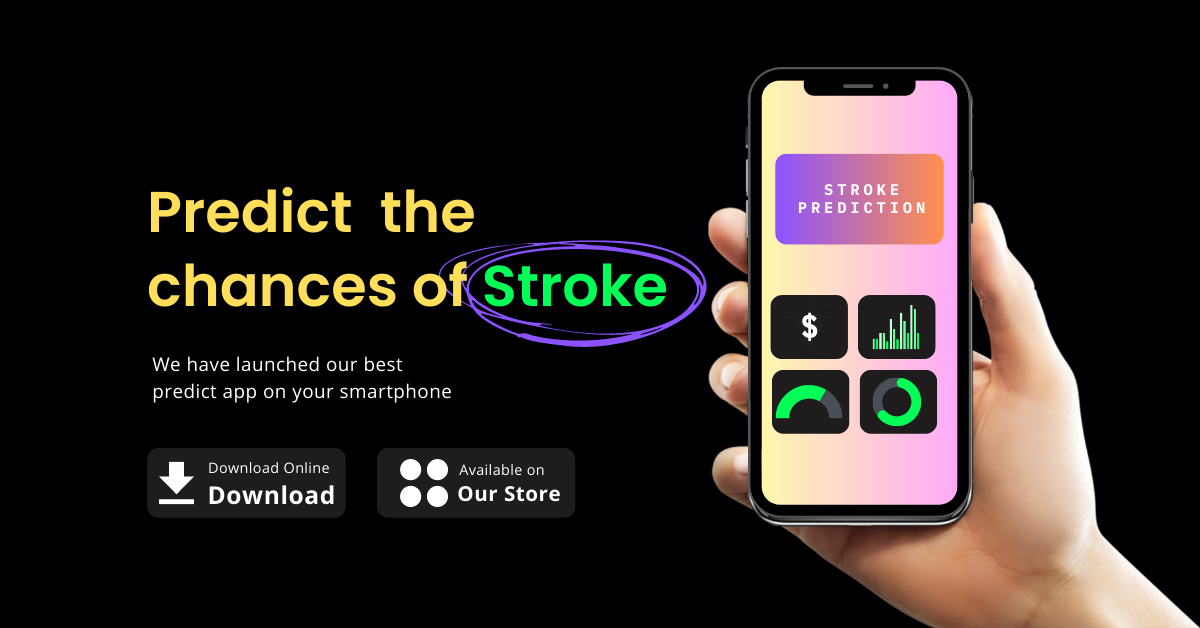 Predict the
chances of Stroke
We have launched our best
predict app on your smartphone
Download Online
Download
Available on
Our Store
STROKE
PREDICTION
$